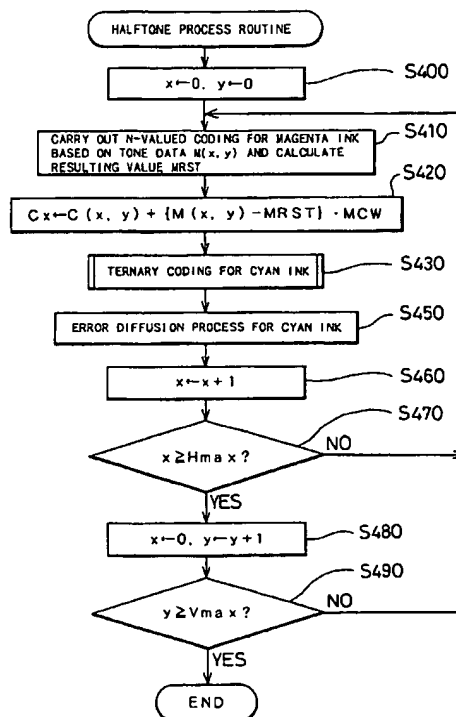 HALFTONE PROCESS ROUTINE
x←0, y←0
S400
CARRY OUT N-VALUED CODING FOR MAGENTA INK
BASED ON TONE DATA M(x, y) AND CALCULATE
RESULTING VALUE MRST
S410
Cx←C (x, y) + {M (x, y) −MRST} · MCW
S420
TERNARY CODING FOR CYAN INK
S430
ERROR DIFFUSION PROCESS FOR CYAN INK
S450
x←x+1
S460
x≧Hmax?
S470
NO
YES
x←0, y←y+1
S480
y≧Vmax?
S490
NO
YES
END